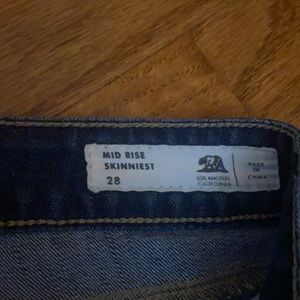 MID RISE
SKINNIEST
28
LOS ANGELES
CALIFORNIA
MADE
IN
CHINA